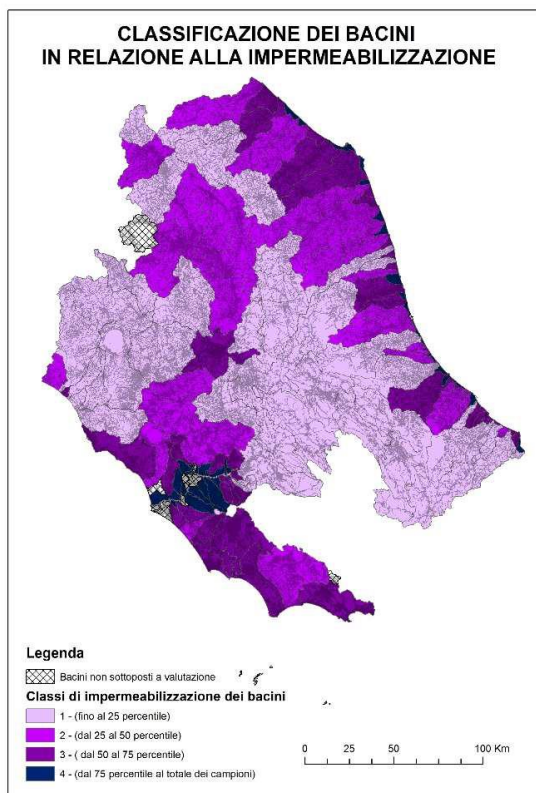 CLASSIFICAZIONE DEI BACINI
IN RELAZIONE ALLA IMPERMEABILIZZAZIONE
Legenda
Bacini non sottoposti a valutazione
Classi di impermeabilizzazione dei bacini
1 - (fino al 25 percentile)
2 - (dal 25 al 50 percentile)
3 - ( dal 50 al 75 percentile)
4 - (dal 75 percentile al totale dei campioni)
0 25 50 100 Km